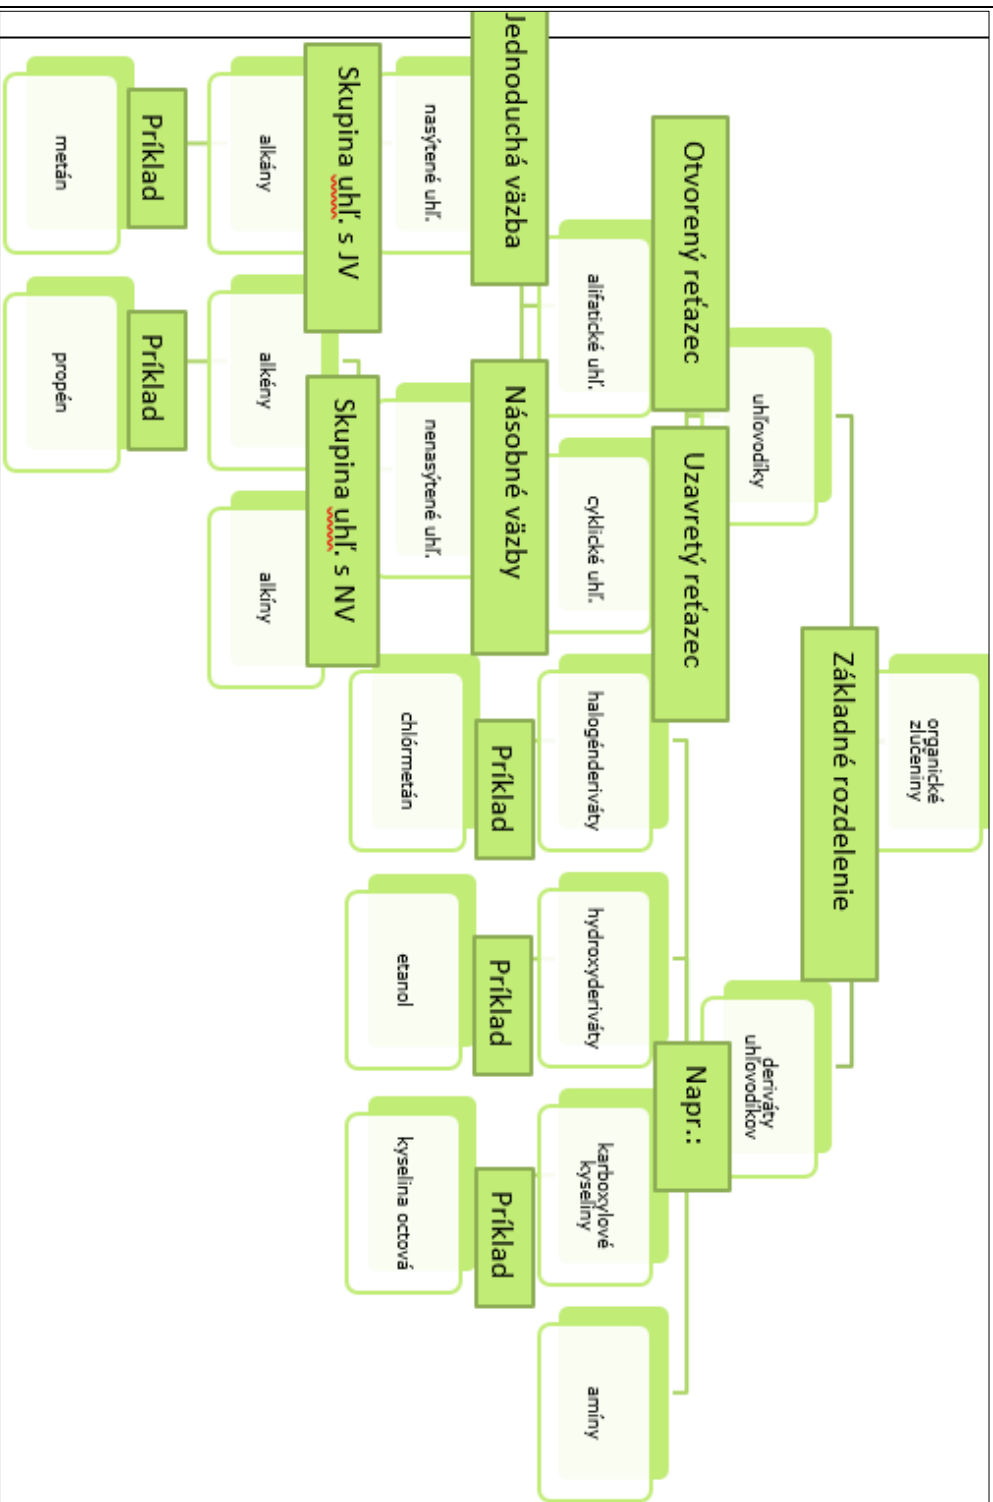 organické
zlúčeniny
Základné rozdelenie
uhľovodíky
deriváty
uhľovodíkov
Otvorený reťazec
Uzavretý reťazec
Napr.:
alifatické uhľ.
cyklické uhľ.
halogénderiváty
hydroxyderiváty
karboxylové
kyseliny
amíny
Jednoduchá väzba
Násobné väzby
Príklad
Príklad
Príklad
nasýtené uhľ.
nenasýtené uhľ.
chlórmetán
etanol
kyselina octová
Skupina uhľ. s JV
Skupina uhľ. s NV
alkány
alkény
alkíny
Príklad
Príklad
metán
propén